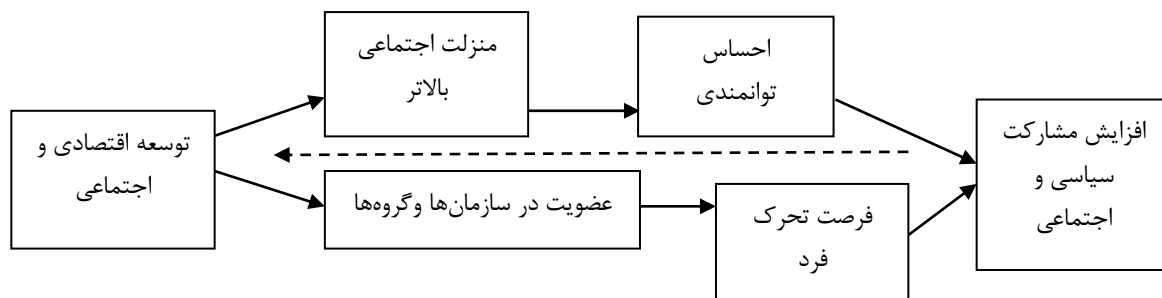 توسعه اقتصادی و
اجتماعی
منزلت اجتماعی
بالاتر
احساس
توانمندی
عضویت در سازمان‌ها وگروه‌ها
فرصت تحرک
فرد
افزایش مشارکت
سیاسی و
اجتماعی